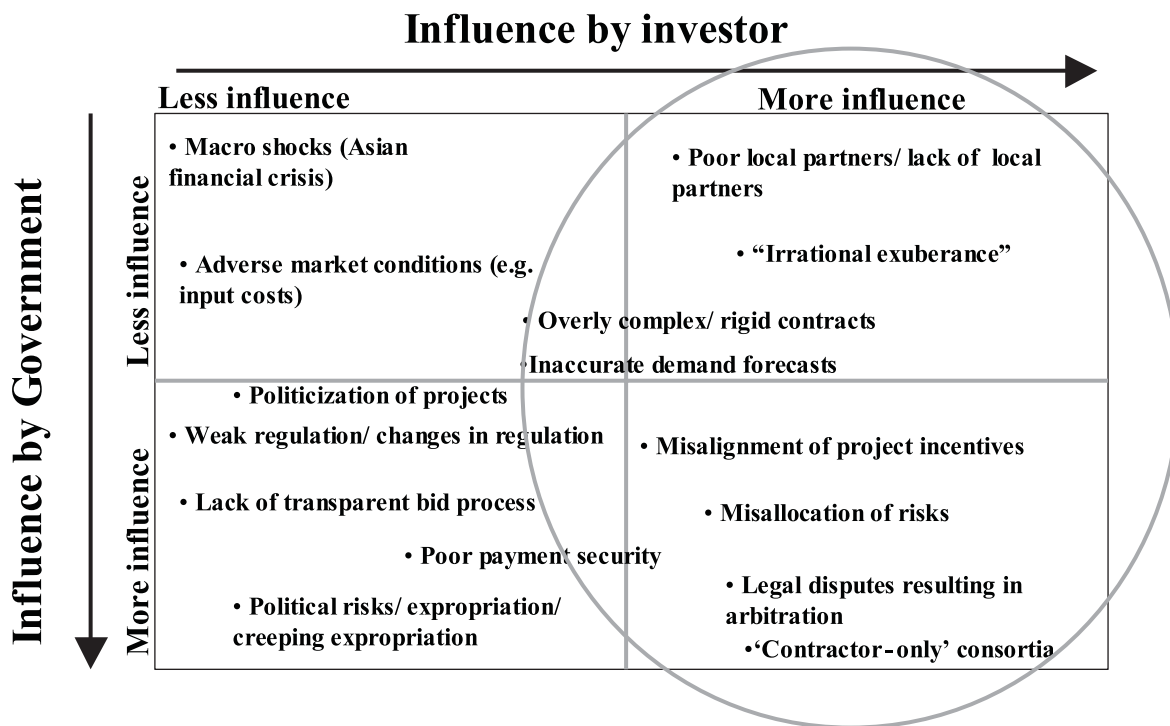 Influence by investor
Less influence
More influence
Influence by Government
Less influence
More influence
• Macro shocks (Asian
financial crisis)
• Adverse market conditions (e.g.
input costs)
• Poor local partners/ lack of local
partners
• “Irrational exuberance”
• Overly complex/ rigid contracts
•Inaccurate demand forecasts
• Politicization of projects
• Weak regulation/ changes in regulation
• Lack of transparent bid process
• Poor payment security
• Political risks/ expropriation/
creeping expropriation
• Misalignment of project incentives
• Misallocation of risks
• Legal disputes resulting in
arbitration
•‘Contractor-only’ consortia